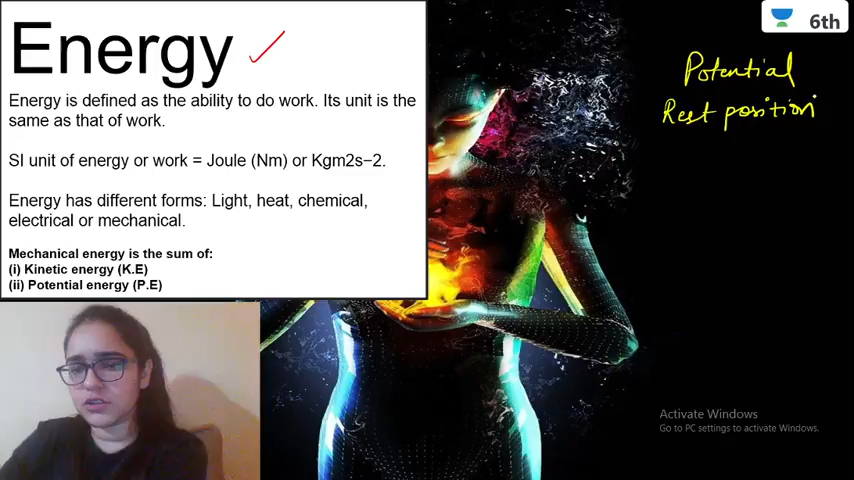 Energy
Energy is defined as the ability to do work. Its unit is the
same as that of work.
SI unit of energy or work = Joule (Nm) or Kgm2s−2.
Energy has different forms: Light, heat, chemical,
electrical or mechanical.
Mechanical energy is the sum of:
(i) Kinetic energy (K.E)
(ii) Potential energy (P.E)
6th
Potential
Rest position
Activate Windows
Go to PC settings to activate Windows.